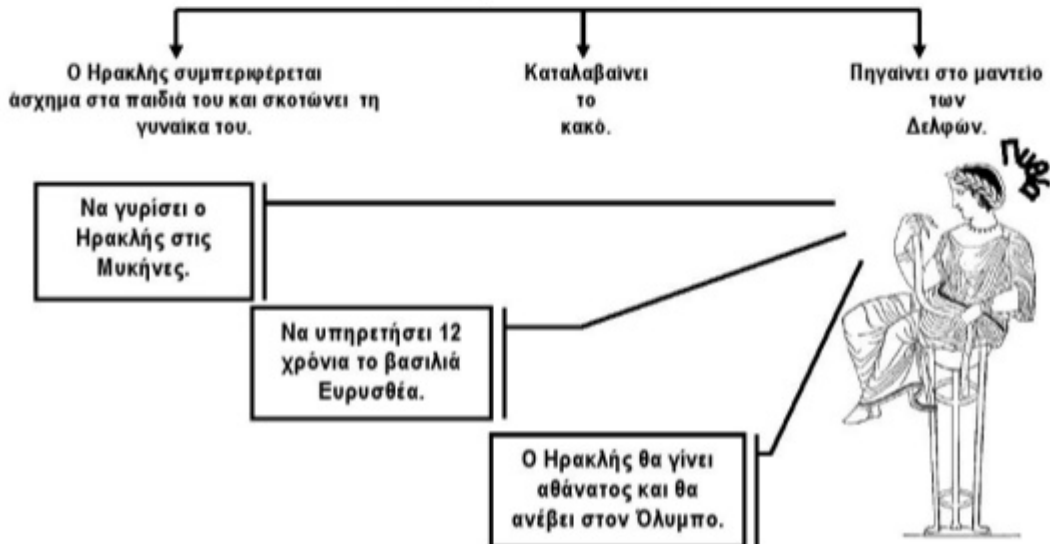 Ο Ηρακλής συμπεριφέρεται
άσχημα στα παιδιά του και σκοτώνει τη
γυναίκα του.
Καταλαβαίνει
το
κακό.
Πηγαίνει στο μαντείο
των
Δελφών.
Πυθία
Να γυρίσει ο
Ηρακλής στις
Μυκήνες.
Να υπηρετήσει 12
χρόνια το βασιλιά
Ευρυσθέα.
Ο Ηρακλής θα γίνει
αθάνατος και θα
ανέβει στον Όλυμπο.